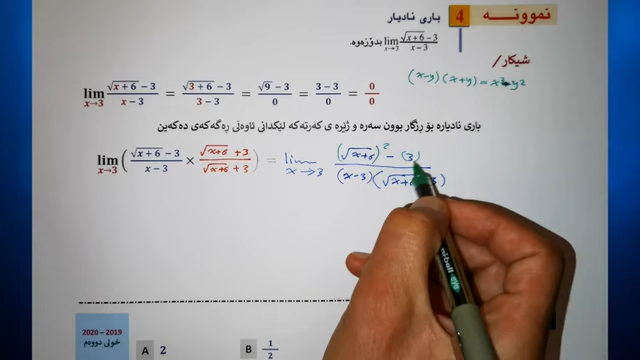 نموونە 4 باری نادیار
lim x→3 (√(x+6) − 3)/(x − 3) بدۆزەوە.
شیکار/
(x-y)(x+y) = x² - y²
lim x→3 (√(x+6) − 3)/(x − 3) = (√(3+6) − 3)/(3 − 3) = (√9 − 3)/0 = (3 − 3)/0 = 0/0
باری نادیارە بۆ ڕزگار بوون سەرە و ژێرە ی کەرتەکە لێکدانی ئاوەڵی ڕەگەکەی دەکەین
lim x→3 ((√(x+6) − 3)/(x−3) × (√(x+6) + 3)/(√(x+6) + 3)) = lim x→3 ((√(x+6))² − (3))/((x−3)(√(x+6) 3)
2020 – 2019
خولی دووەم
A 2
B 1/2